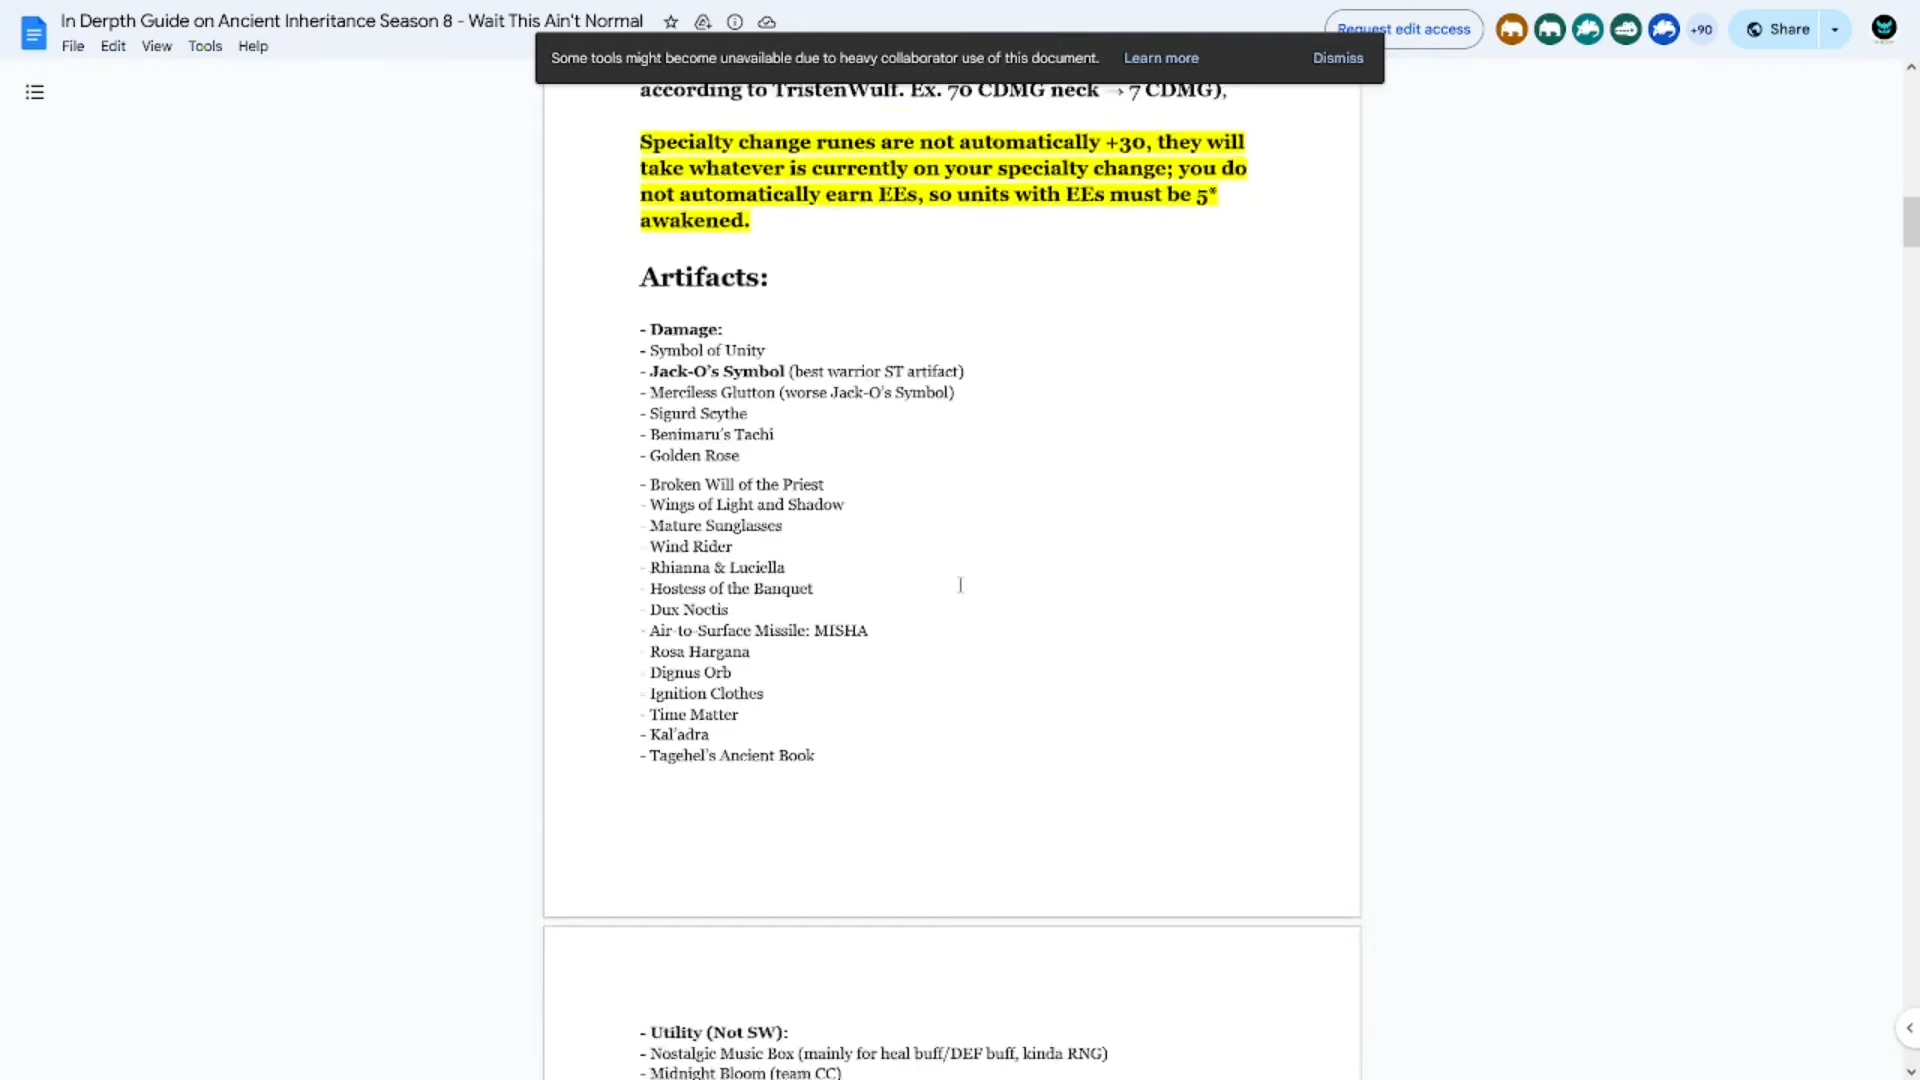 In Derpth Guide on Ancient Inheritance Season 8 - Wait This Ain't Normal
File Edit View Tools Help
Request edit access
+90
Share
Some tools might become unavailable due to heavy collaborator use of this document. Learn more Dismiss
according to TristenWulf. Ex. 70 CDMG neck → 7 CDMG),
Specialty change runes are not automatically +30, they will
take whatever is currently on your specialty change; you do
not automatically earn EEs, so units with EEs must be 5*
awakened.
Artifacts:
- Damage:
- Symbol of Unity
- Jack-O's Symbol (best warrior ST artifact)
- Merciless Glutton (worse Jack-O's Symbol)
- Sigurd Scythe
- Benimaru's Tachi
- Golden Rose
- Broken Will of the Priest
- Wings of Light and Shadow
- Mature Sunglasses
- Wind Rider
- Rhianna & Luciella
- Hostess of the Banquet
- Dux Noctis
- Air-to-Surface Missile: MISHA
- Rosa Hargana
- Dignus Orb
- Ignition Clothes
- Time Matter
- Kal'adra
- Tagehel's Ancient Book
- Utility (Not SW):
- Nostalgic Music Box (mainly for heal buff/DEF buff, kinda RNG)
- Midnight Bloom (team CC)